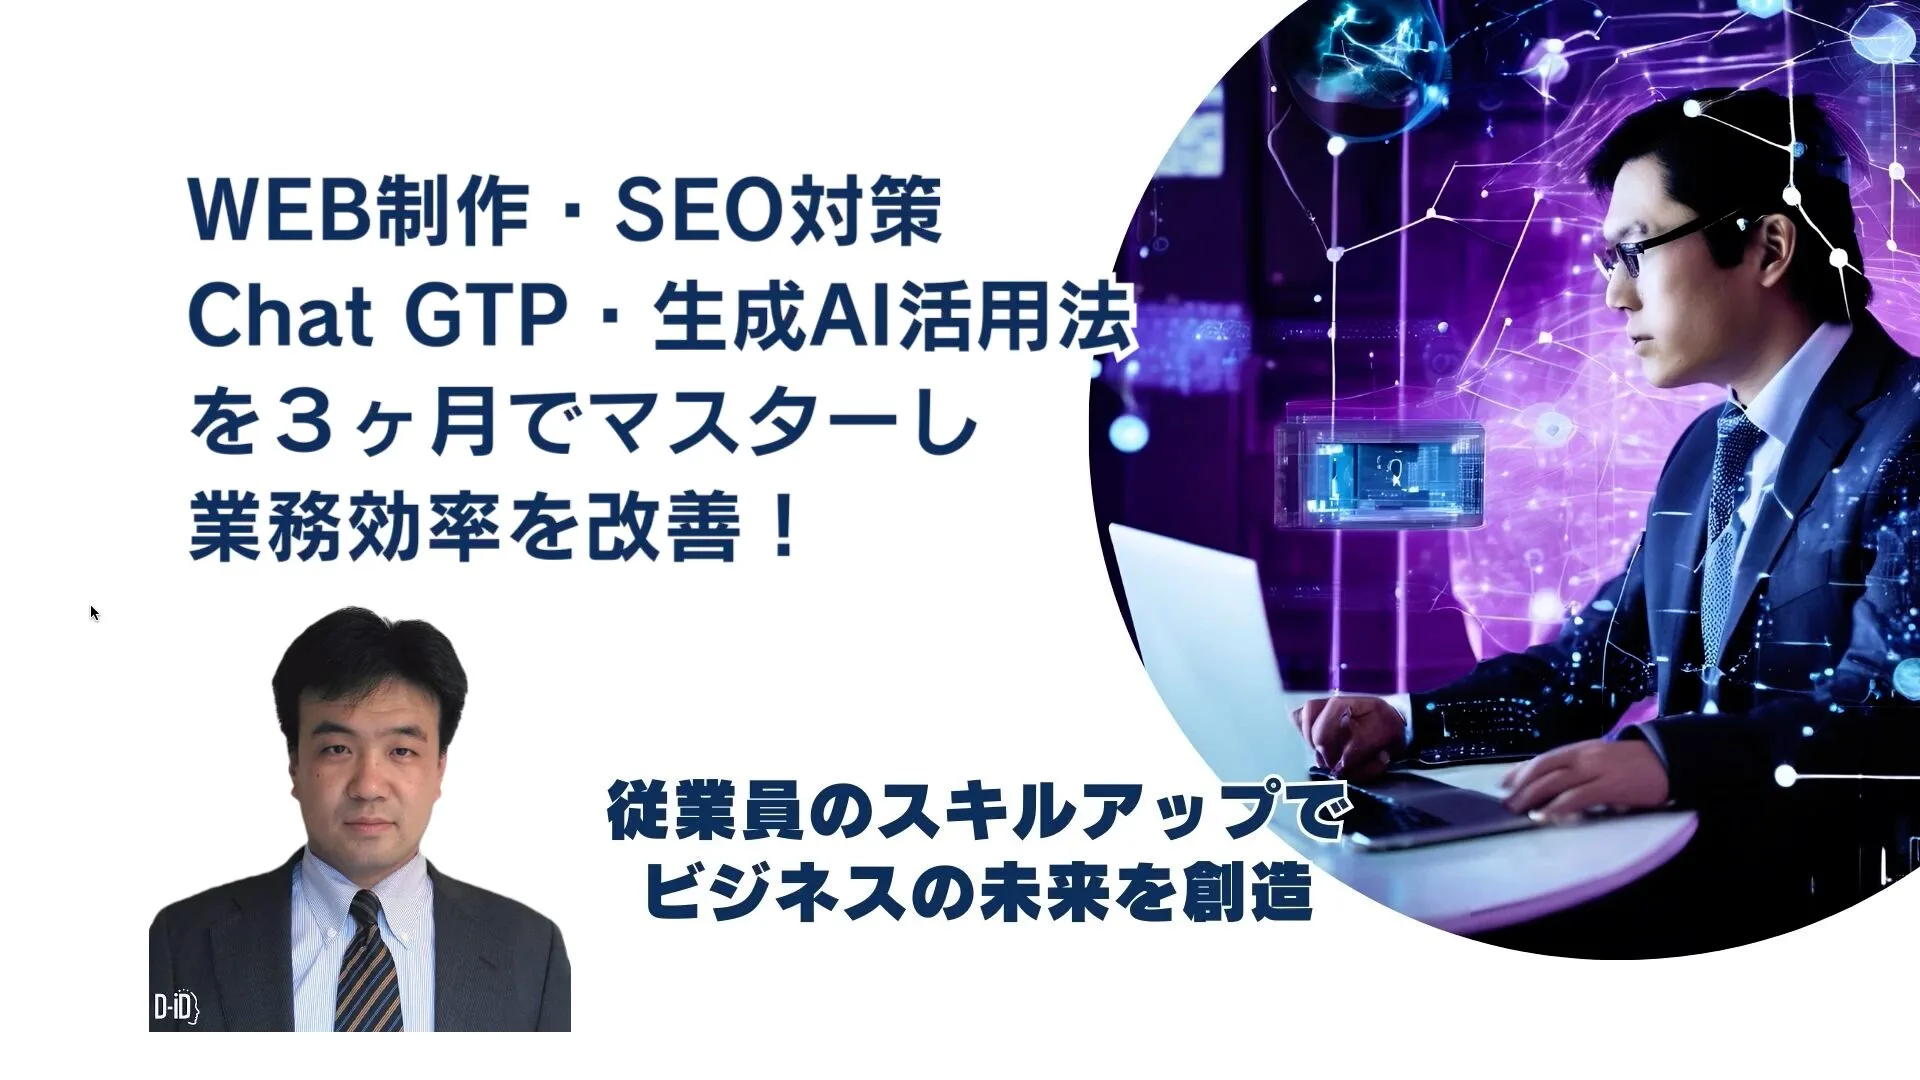 WEB制作・SEO対策
Chat GTP・生成AI活用法
を３ヶ月でマスターし
業務効率を改善！
従業員のスキルアップで
ビジネスの未来を創造
D-iD